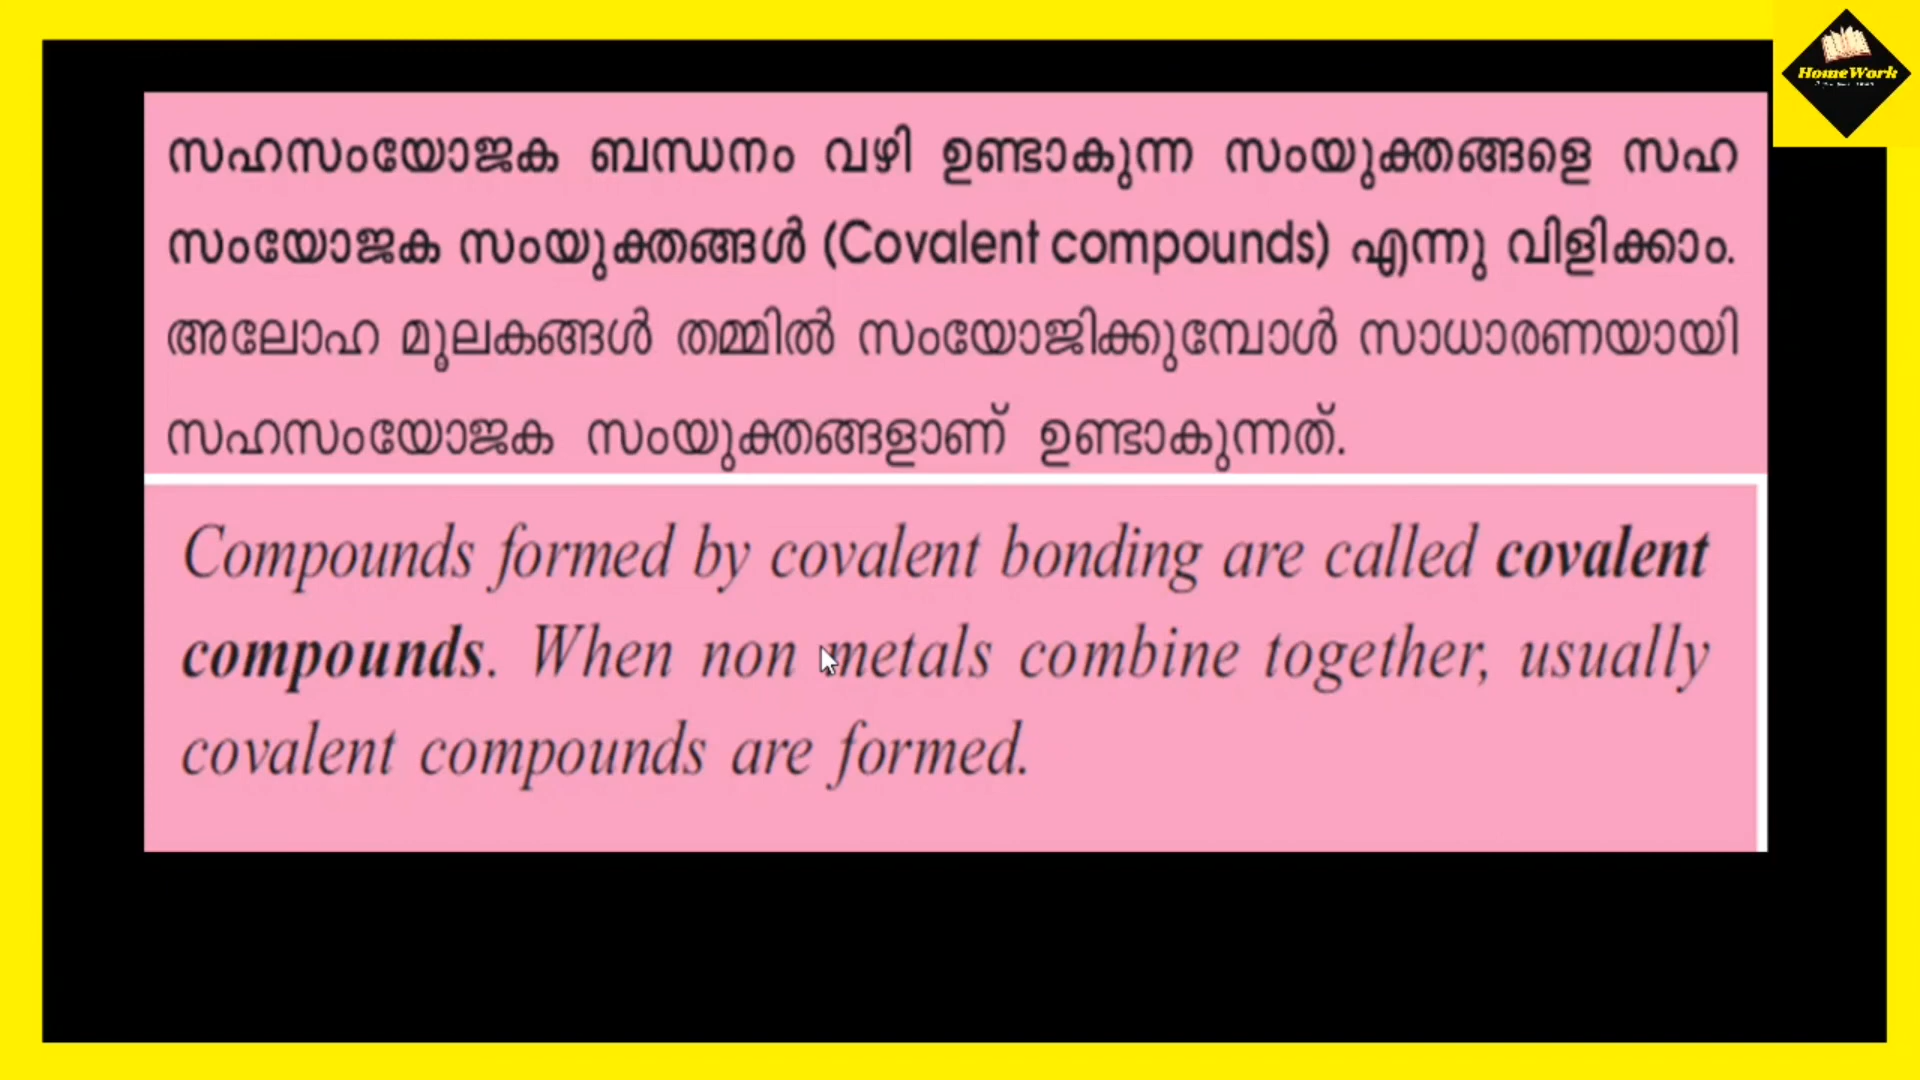 HomeWork
സഹസംയോജക ബന്ധനം വഴി ഉണ്ടാകുന്ന സംയുക്തങ്ങളെ സഹ
സംയോജക സംയുക്തങ്ങൾ (Covalent compounds) എന്നു വിളിക്കാം.
അലോഹ മൂലകങ്ങൾ തമ്മിൽ സംയോജിക്കുമ്പോൾ സാധാരണയായി
സഹസംയോജക സംയുക്തങ്ങളാണ് ഉണ്ടാകുന്നത്.
Compounds formed by covalent bonding are called covalent
compounds. When non metals combine together, usually
covalent compounds are formed.